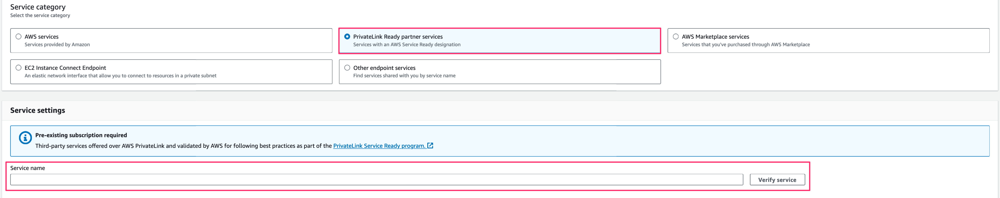 Service category
Select the service category
AWS services
Services provided by Amazon
PrivateLink Ready partner services
Services with an AWS Service Ready designation
AWS Marketplace services
Services that you've purchased through AWS Marketplace
EC2 Instance Connect Endpoint
An elastic network interface that allow you to connect to resources in a private subnet
Other endpoint services
Find services shared with you by service name
Service settings
Pre-existing subscription required
Third-party services offered over AWS PrivateLink and validated by AWS for following best practices as part of the PrivateLink Service Ready program.
Service name
Verify service